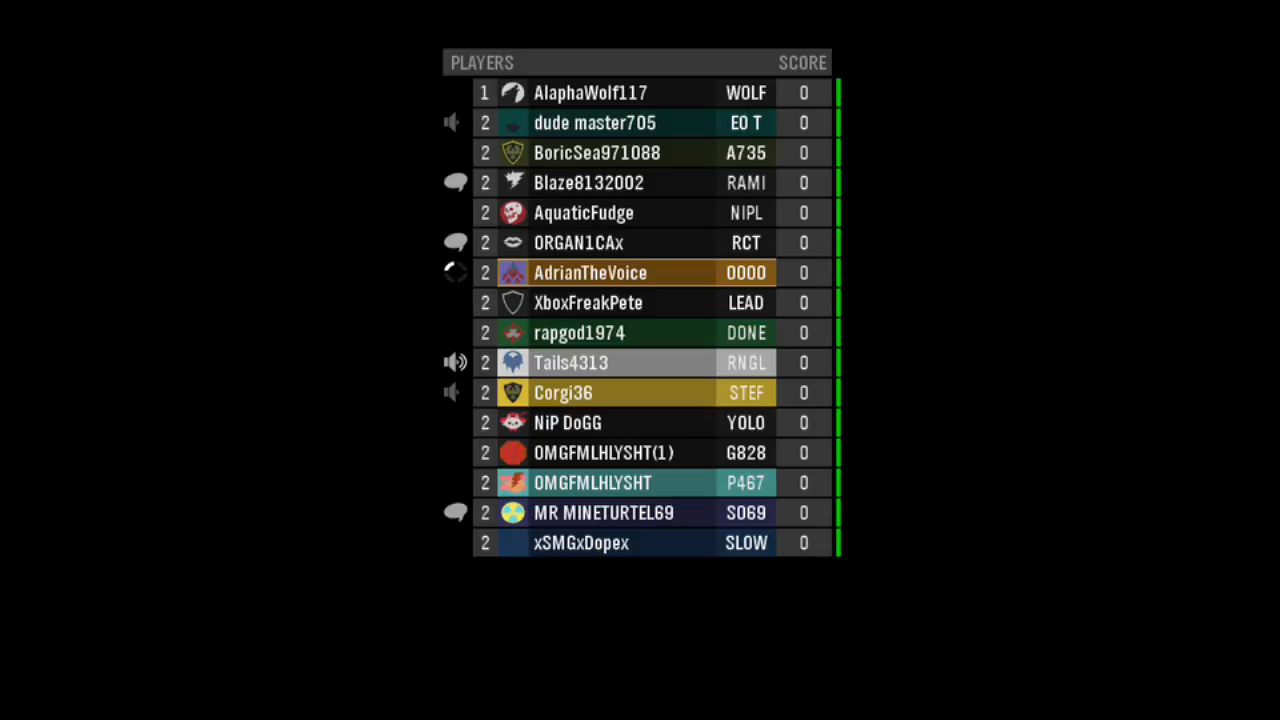 PLAYERS SCORE
1 AlaphaWolf117 WOLF 0
2 dude master705 EO T 0
2 BoricSea971088 A735 0
2 Blaze8132002 RAMI 0
2 AquaticFudge NIPL 0
2 ORGAN1CAx RCT 0
2 AdrianTheVoice OOOO 0
2 XboxFreakPete LEAD 0
2 rapgod1974 DONE 0
2 Tails4313 RNGL 0
2 Corgi36 STEF 0
2 NiP DoGG YOLO 0
2 OMGFMLHLYSHT(1) G828 0
2 OMGFMLHLYSHT P467 0
2 MR MINETURTEL69 S069 0
2 xSMGxDopex SLOW 0